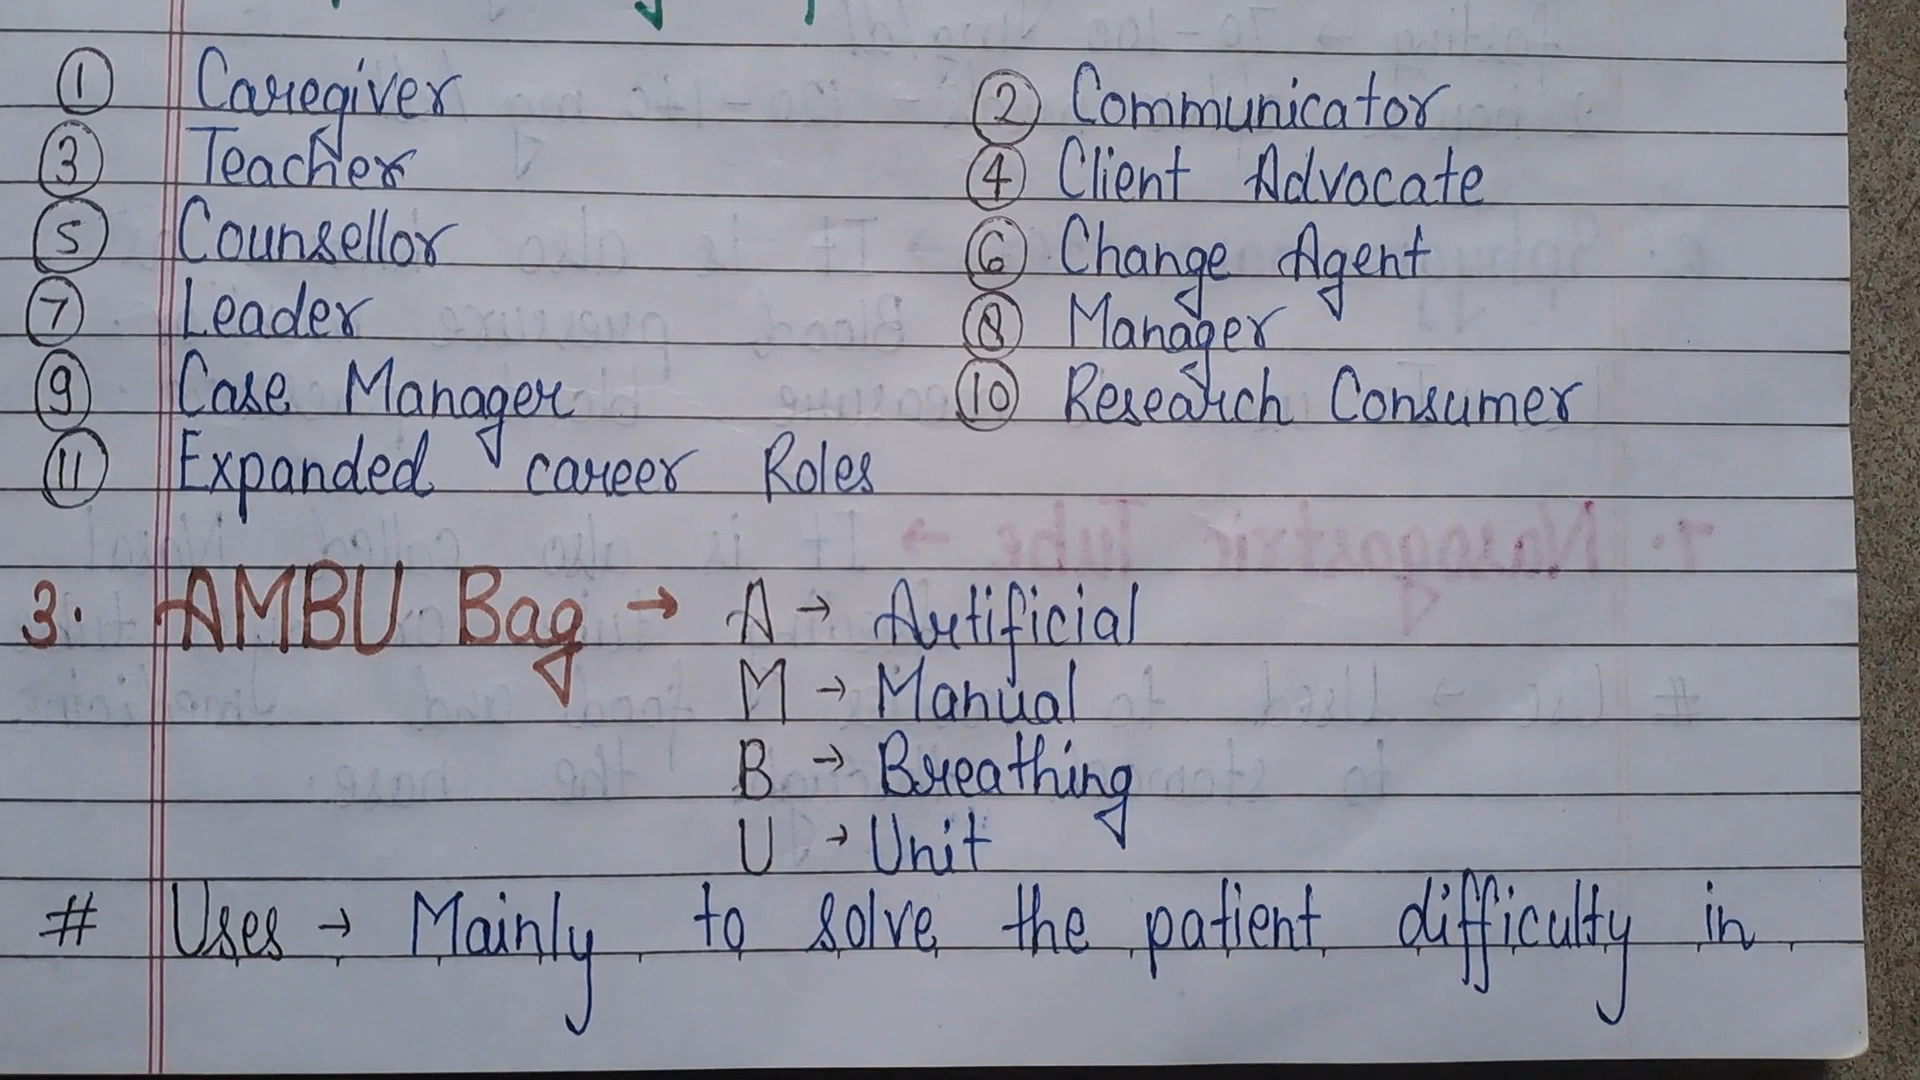 ① Caregiver ② Communicator
③ Teacher ④ Client Advocate
⑤ Counsellor ⑥ Change Agent
⑦ Leader ⑧ Manager
⑨ Case Manager ⑩ Research Consumer
⑪ Expanded career Roles
3. AMBU Bag → A → Artificial
M → Manual
B → Breathing
U → Unit
# Uses → Mainly to solve the patient difficulty in